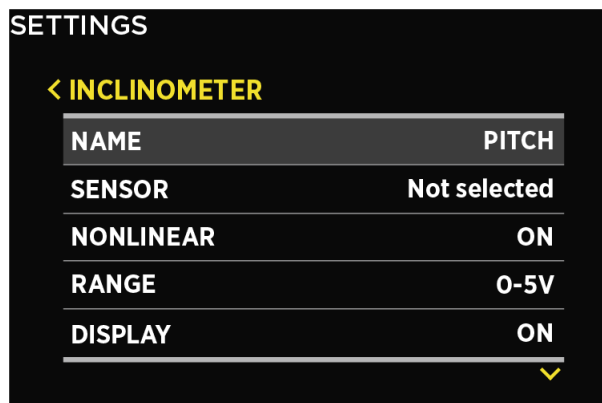 SETTINGS
< INCLINOMETER
NAME PITCH
SENSOR Not selected
NONLINEAR ON
RANGE 0-5V
DISPLAY ON